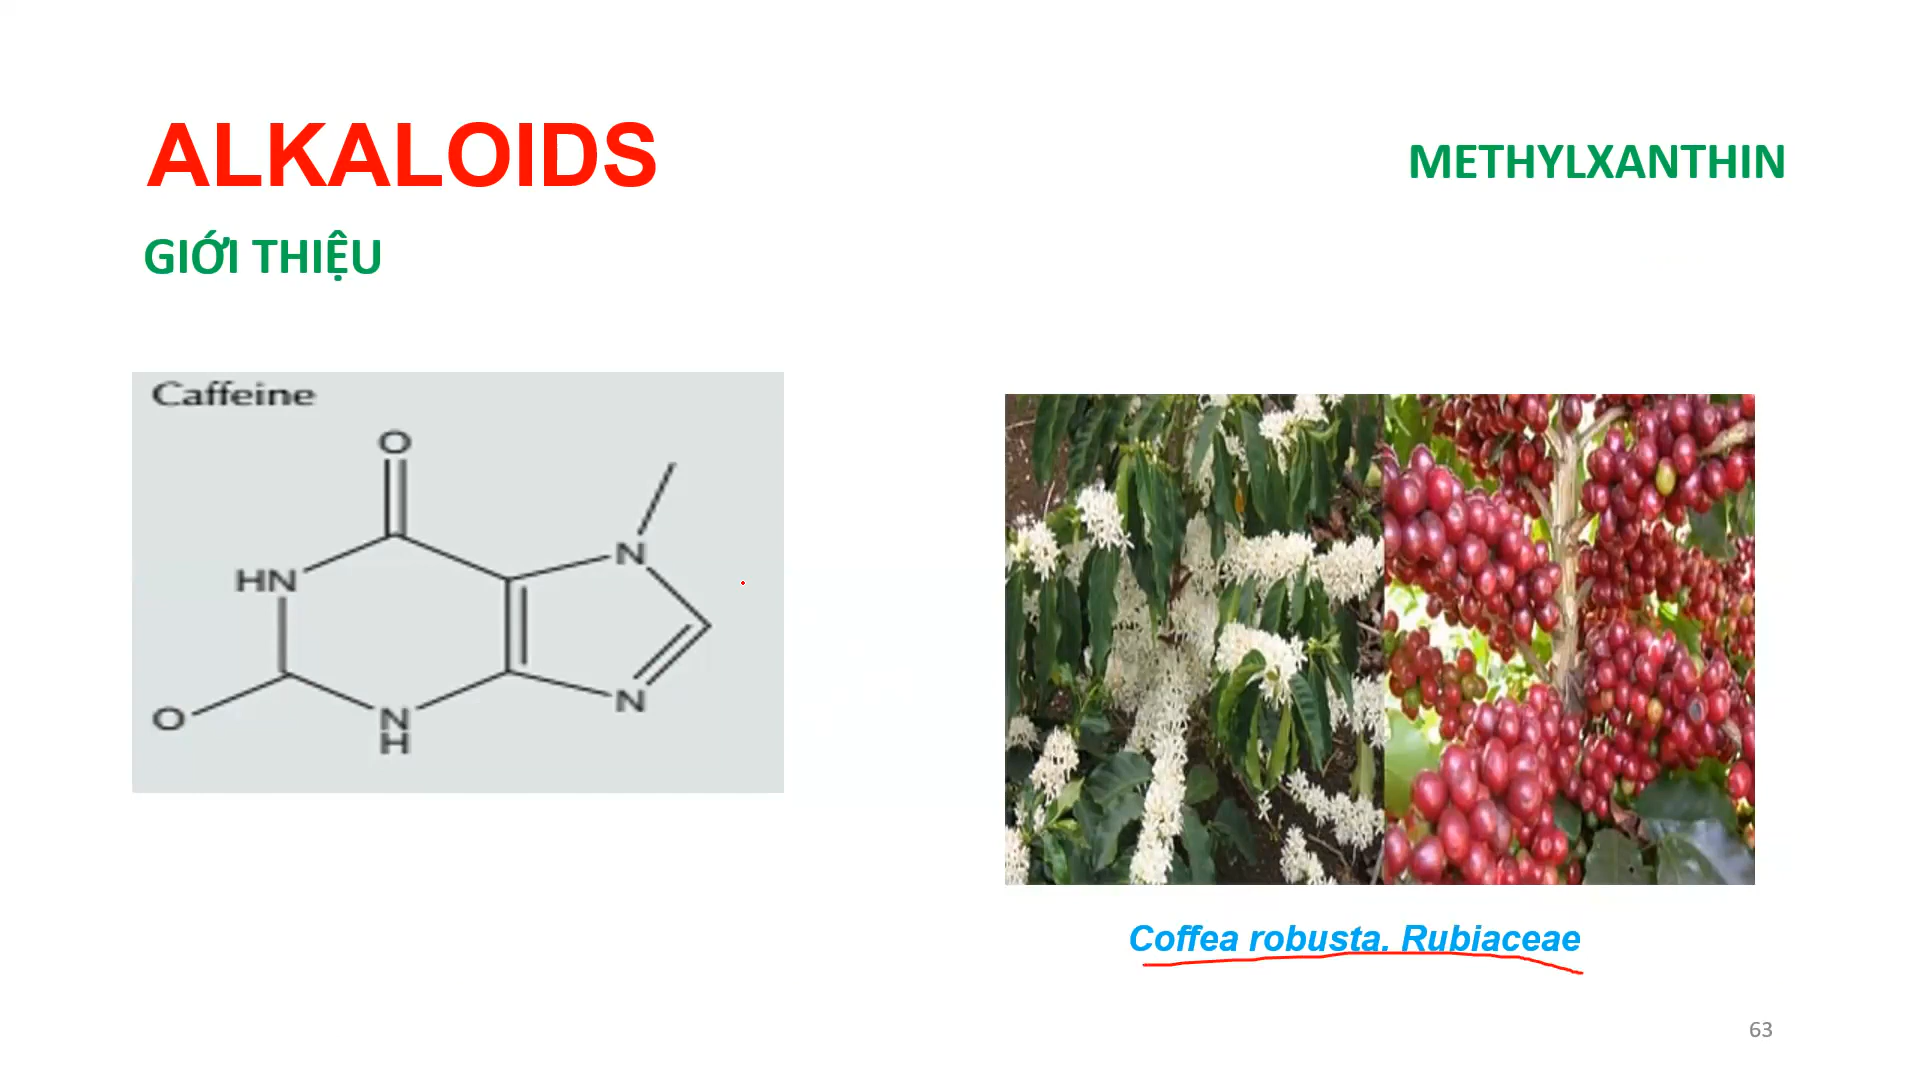 ALKALOIDS
METHYLXANTHIN
GIỚI THIỆU
Caffeine
O
N
HN
O
N
H
N
Coffea robusta. Rubiaceae
63